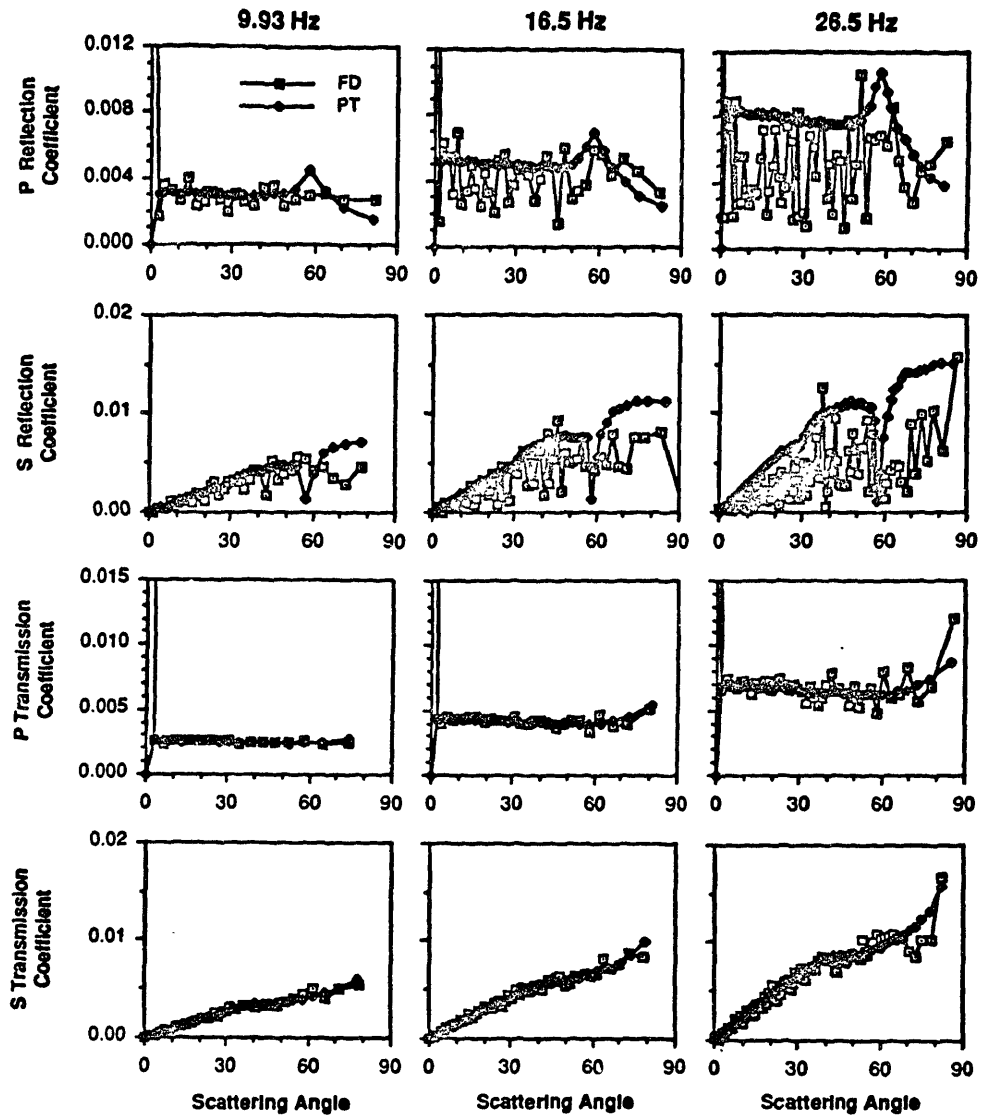 9.93 Hz 16.5 Hz 26.5 Hz
P Reflection
Coefficient
0.012
0.008
0.004
0.000
FD
PT
0 30 60 90 0 30 60 90 0 30 60 90
S Reflection
Coefficient
0.02
0.01
0.00
0 30 60 90 0 30 60 90 0 30 60 90
P Transmission
Coefficient
0.015
0.010
0.005
0.000
0 30 60 90 0 30 60 90 0 30 60 90
S Transmission
Coefficient
0.02
0.01
0.00
0 30 60 90 0 30 60 90 0 30 60 90
Scattering Angle Scattering Angle Scattering Angle